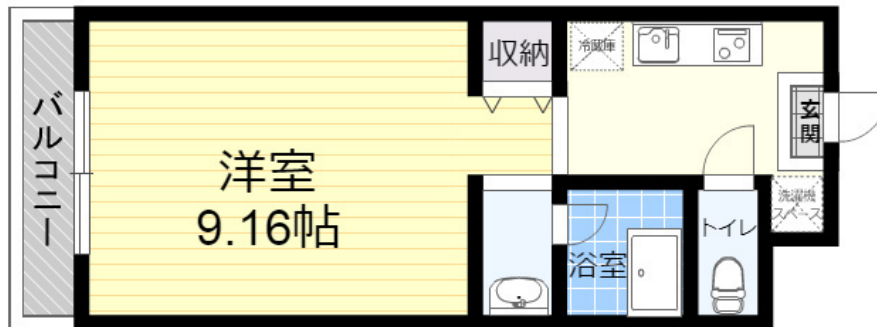 バルコニー
洋室
9.16帖
収納
冷蔵庫
玄関
洗濯機
スペース
浴室
トイレ